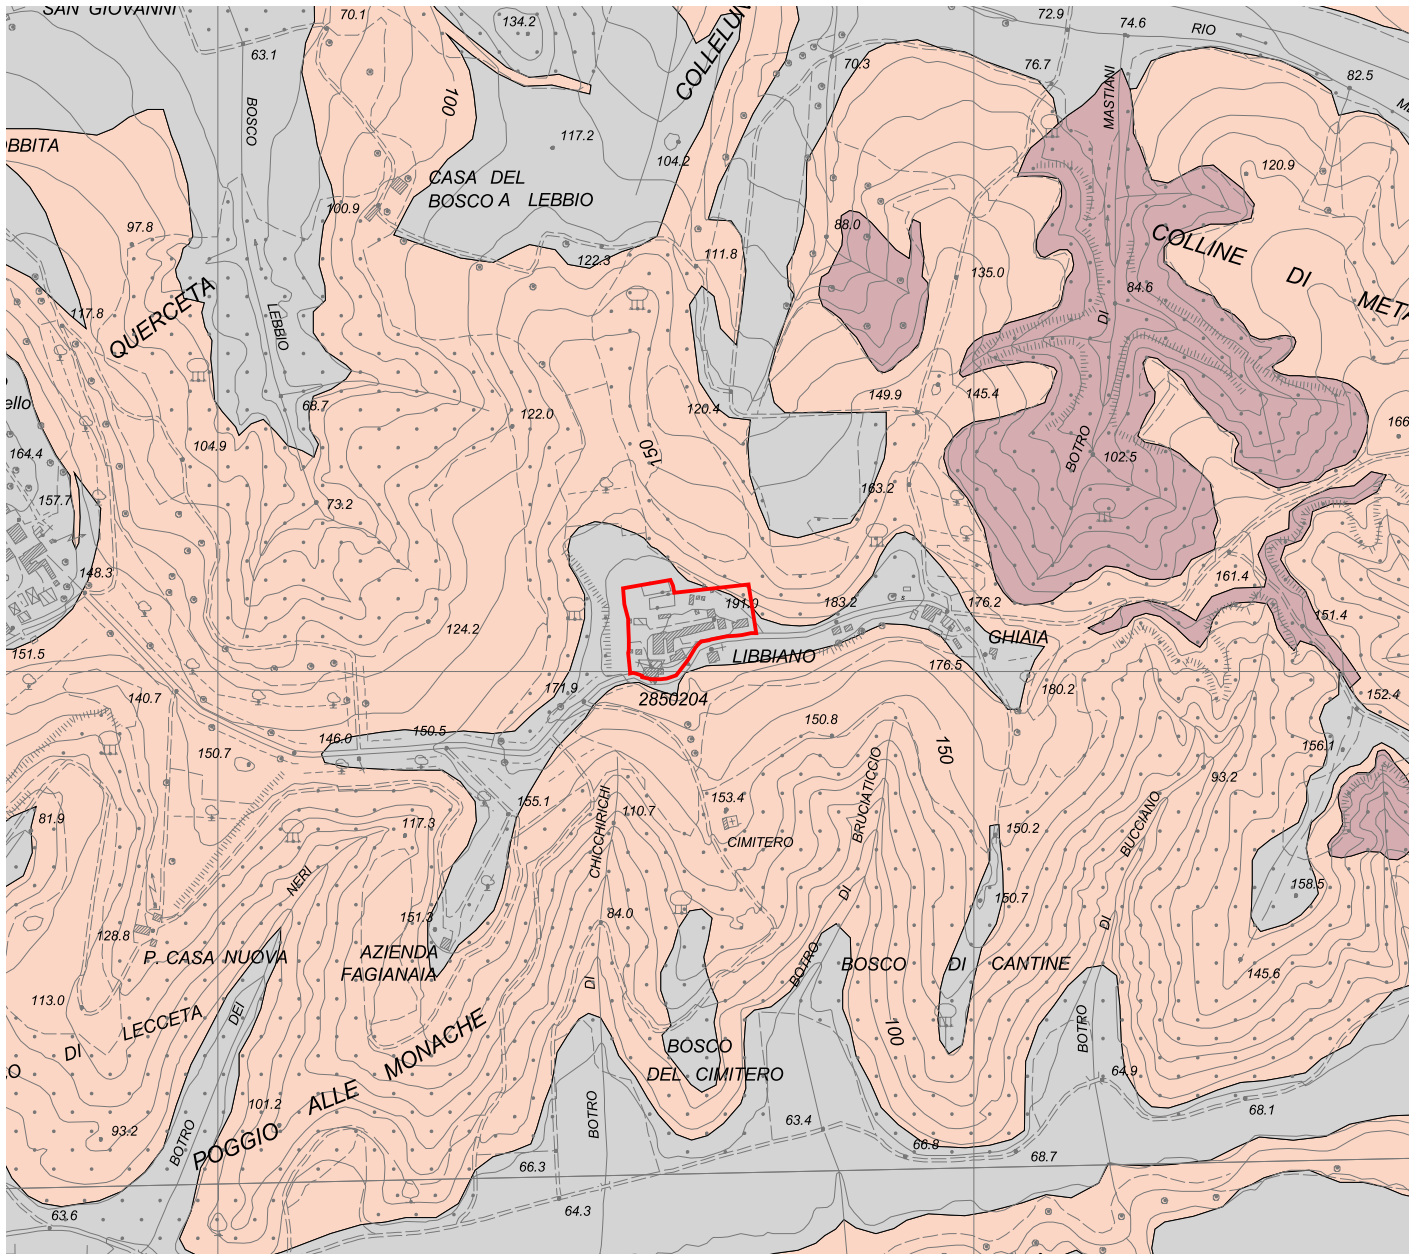 SAN GIOVANNI
70.1
134.2
72.9
74.6
RIO
63.1
70.3
76.7
82.5
COLLELUN
100
BOSCO
MASTIANI
117.2
104.2
120.9
OBBITA
CASA DEL
BOSCO A LEBBIO
100.9
97.8
88.0
COLLINE
DI
META
111.8
122.3
135.0
84.6
DI
117.8
QUERCETA
LEBBIO
68.7
149.9
145.4
ello
122.0
120.4
166
104.9
150
BOTRO
102.5
164.4
157.7
73.2
163.2
148.3
161.4
191.0
183.2
176.2
151.4
124.2
GHIAIA
151.5
LIBBIANO
176.5
171.9
2850204
180.2
152.4
140.7
150.8
150.5
146.0
150.7
150
156.1
93.2
BRUCIATICCIO
CHICCHIRICHI
BUCCIANO
155.1
110.7
153.4
81.9
117.3
CIMITERO
150.2
NERI
DI
158.5
150.7
151.3
84.0
DI
128.8
P. CASA NUOVA
AZIENDA
FAGIANAIA
BOTRO
BOSCO DI CANTINE
145.6
DI
113.0
DEI
DI LECCETA
100
BOTRO
BOSCO
DEL CIMITERO
POGGIO ALLE MONACHE
64.9
101.2
68.1
93.2
BOTRO
BOTRO
63.4
66.8
68.7
66.3
63.6
64.3